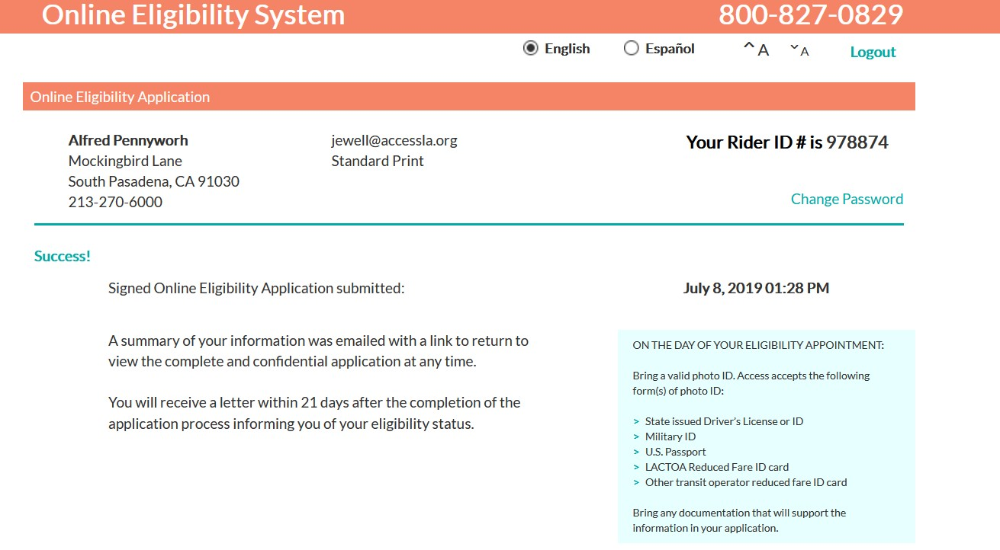 Online Eligibility System 800-827-0829
English Español ^ A ˇ A Logout
Online Eligibility Application
Alfred Pennyworh jewell@accessla.org Your Rider ID # is 978874
Mockingbird Lane Standard Print
South Pasadena, CA 91030
213-270-6000 Change Password
Success!
Signed Online Eligibility Application submitted: July 8, 2019 01:28 PM
A summary of your information was emailed with a link to return to
view the complete and confidential application at any time.
You will receive a letter within 21 days after the completion of the
application process informing you of your eligibility status.
ON THE DAY OF YOUR ELIGIBILITY APPOINTMENT:
Bring a valid photo ID. Access accepts the following
form(s) of photo ID:
> State issued Driver's License or ID
> Military ID
> U.S. Passport
> LACTOA Reduced Fare ID card
> Other transit operator reduced fare ID card
Bring any documentation that will support the
information in your application.